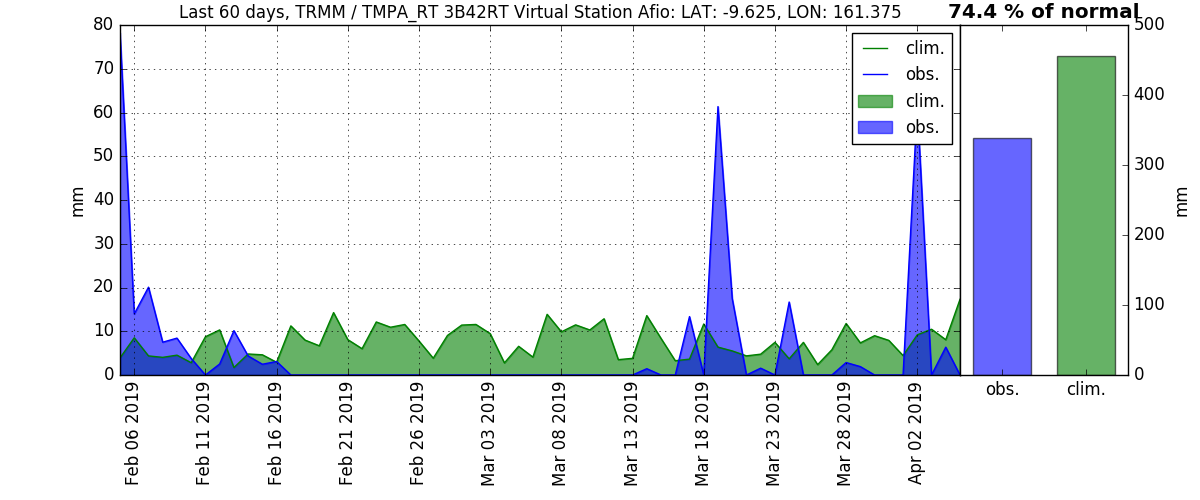 Last 60 days, TRMM / TMPA_RT 3B42RT Virtual Station Afio: LAT: -9.625, LON: 161.375
74.4 % of normal
80
70
60
50
40
30
20
10
0
mm
clim.
obs.
clim.
obs.
500
400
300
200
100
0
mm
obs.
clim.
Feb 06 2019
Feb 11 2019
Feb 16 2019
Feb 21 2019
Feb 26 2019
Mar 03 2019
Mar 08 2019
Mar 13 2019
Mar 18 2019
Mar 23 2019
Mar 28 2019
Apr 02 2019